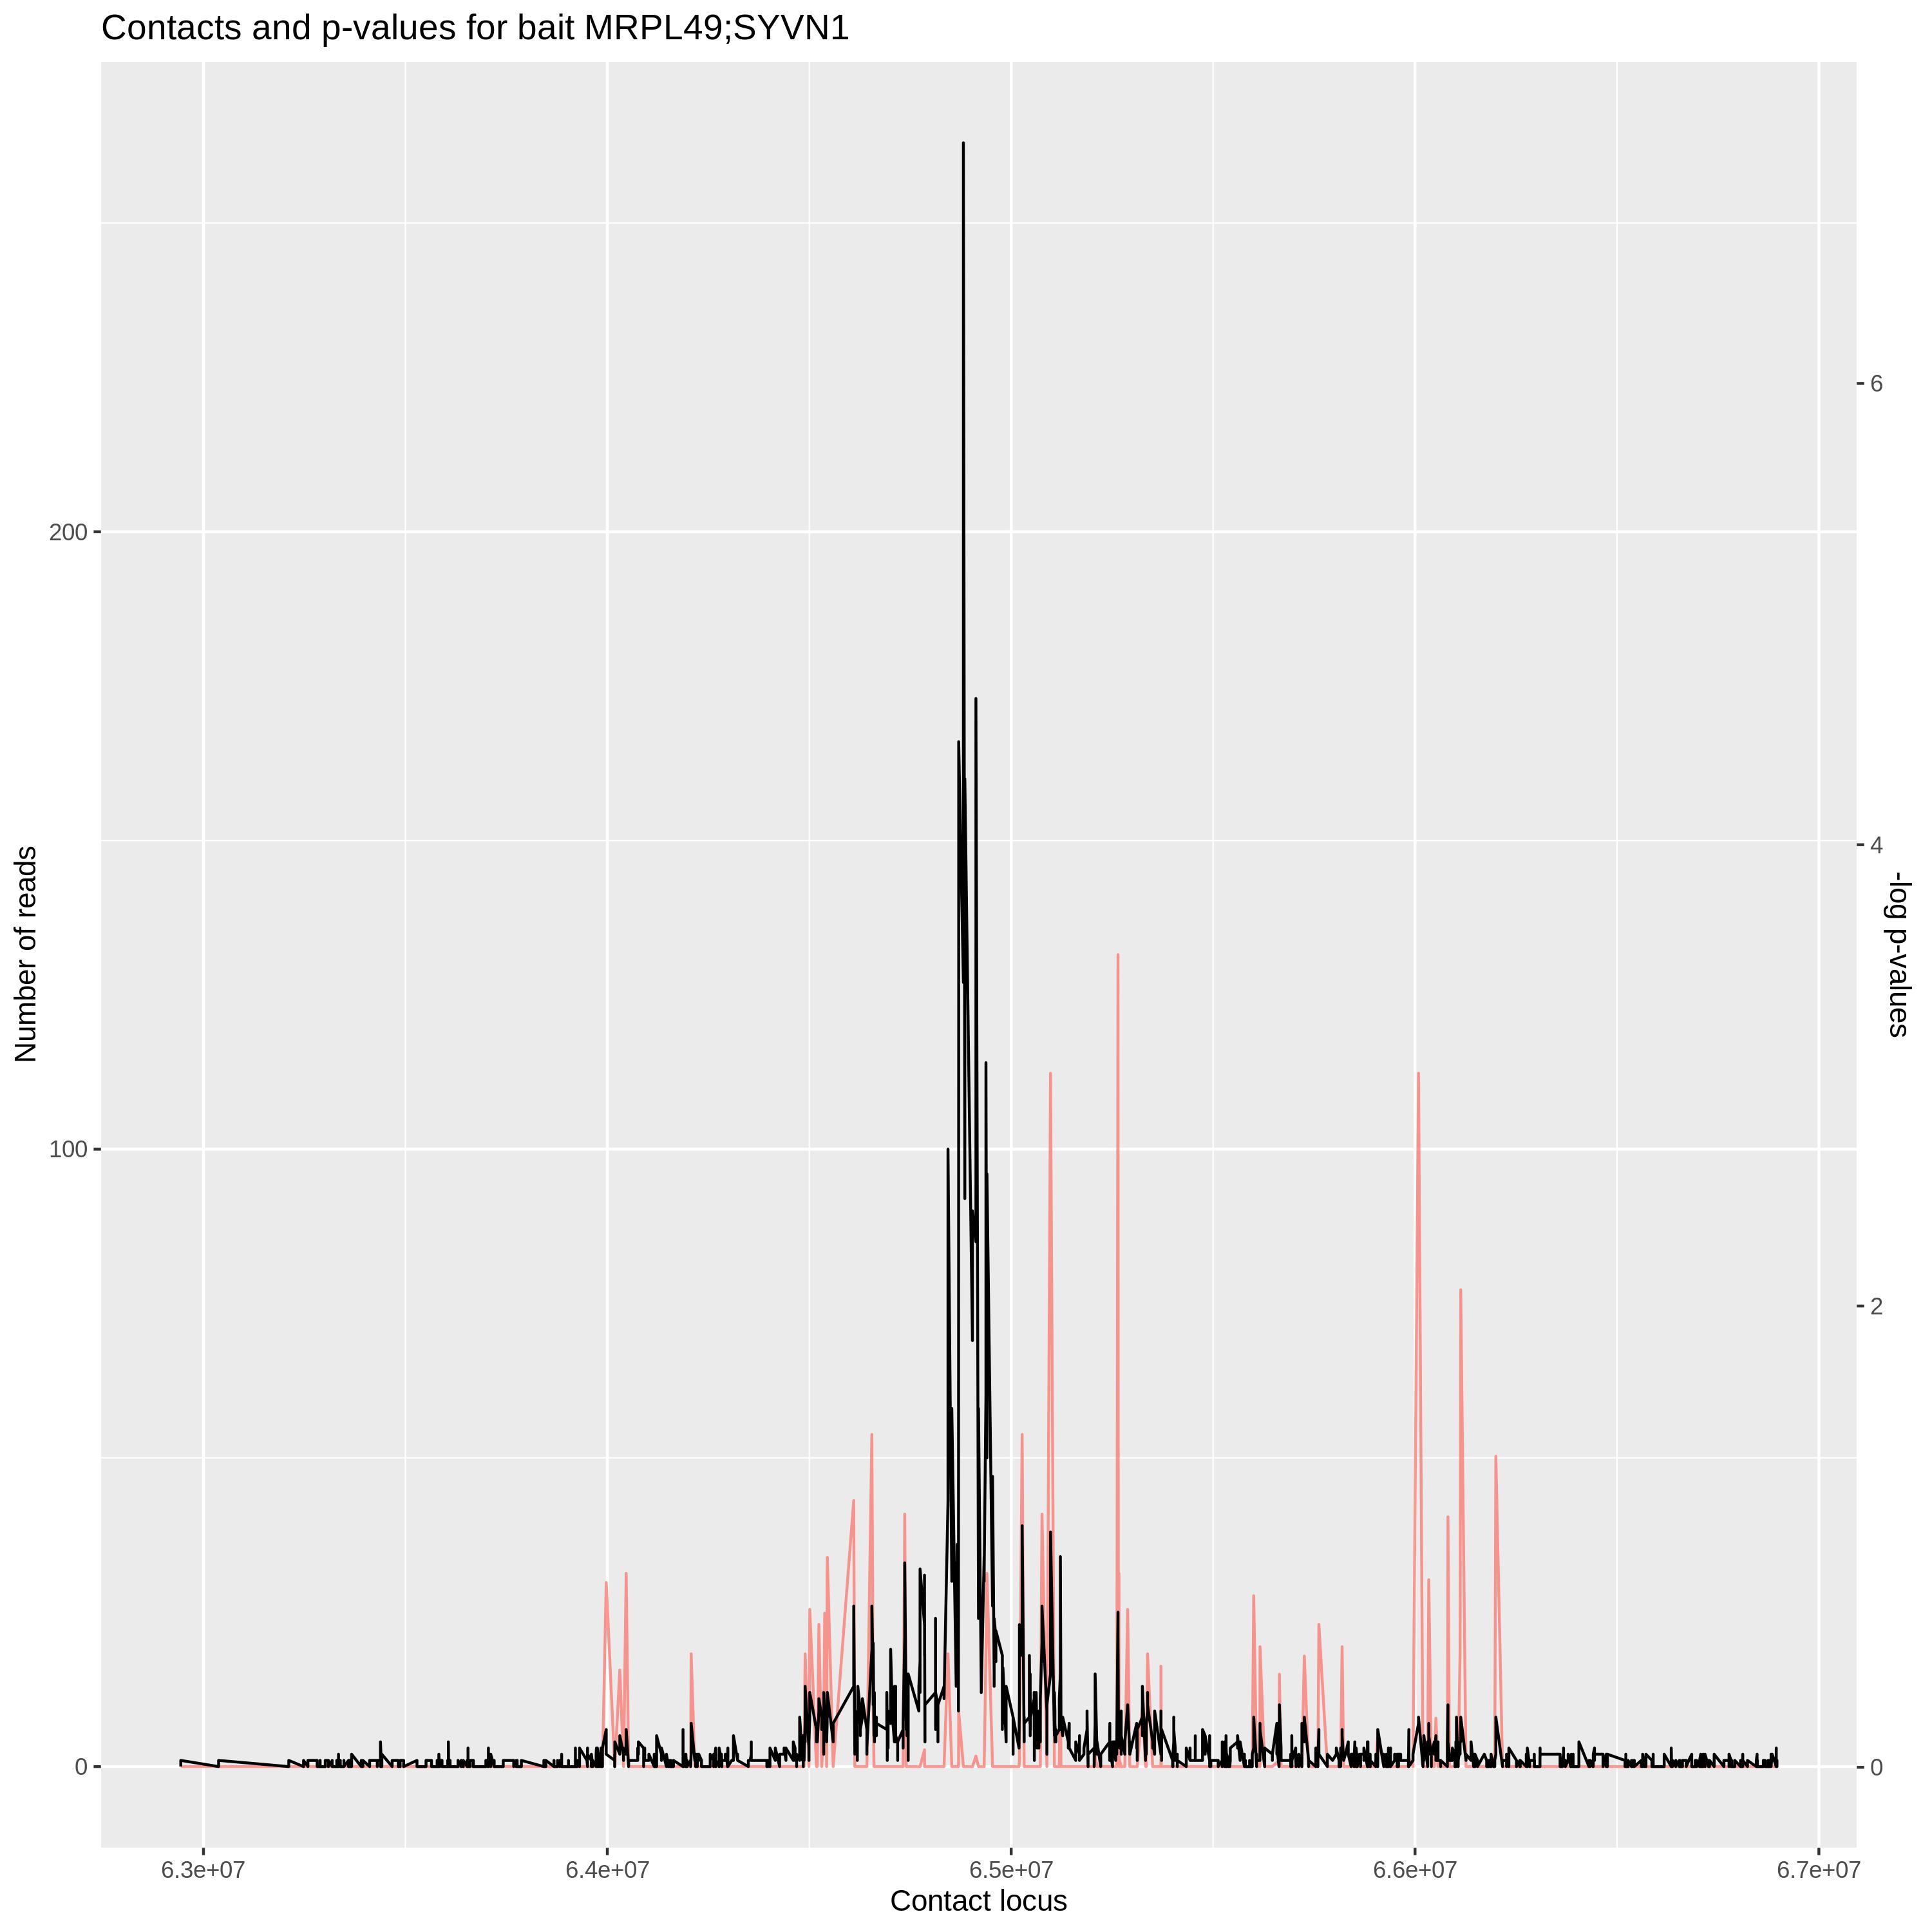 Contacts and p-values for bait MRPL49;SYVN1
200
100
0
Number of reads
6
4
2
0
-log p-values
6.3e+07
6.4e+07
6.5e+07
6.6e+07
6.7e+07
Contact locus